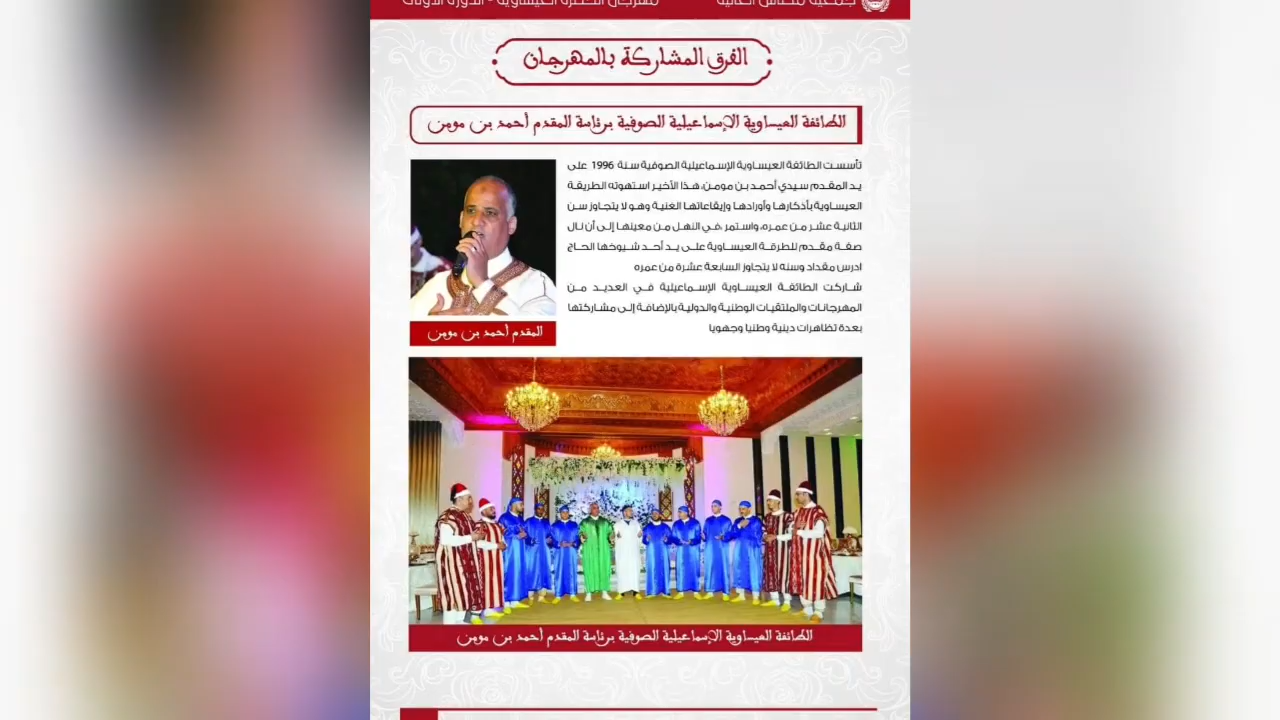 الفرق المشاركة بالمهرجان
الطائفة العيساوية الإسماعيلية الصوفية برئاسة المقدم أحمد بن مومن
تأسست الطائفة العيساوية الإسماعيلية الصوفية سنة 1996 على
يد المقدم سيدي أحمد بن مومن، هذا الأخير استهوته الطريقة
العيساوية بأذكارها وأورادها وإيقاعاتها الغنية وهو لا يتجاوز سن
الثانية عشر من عمره، واستمر ،في النهل من معينها إلى أن نال
صفة مقدم للطرقة العيساوية على يد أحد شيوخها الحاج
ادرس مقداد وسنه لا يتجاوز السابعة عشرة من عمره
شاركت الطائفة العيساوية الإسماعيلية في العديد من
المهرجانات والملتقيات الوطنية والدولية بالإضافة إلى مشاركتها
بعدة تظاهرات دينية وطنيا وجهويا
المقدم أحمد بن مومن
الطائفة العيساوية الإسماعيلية الصوفية برئاسة المقدم أحمد بن مومن